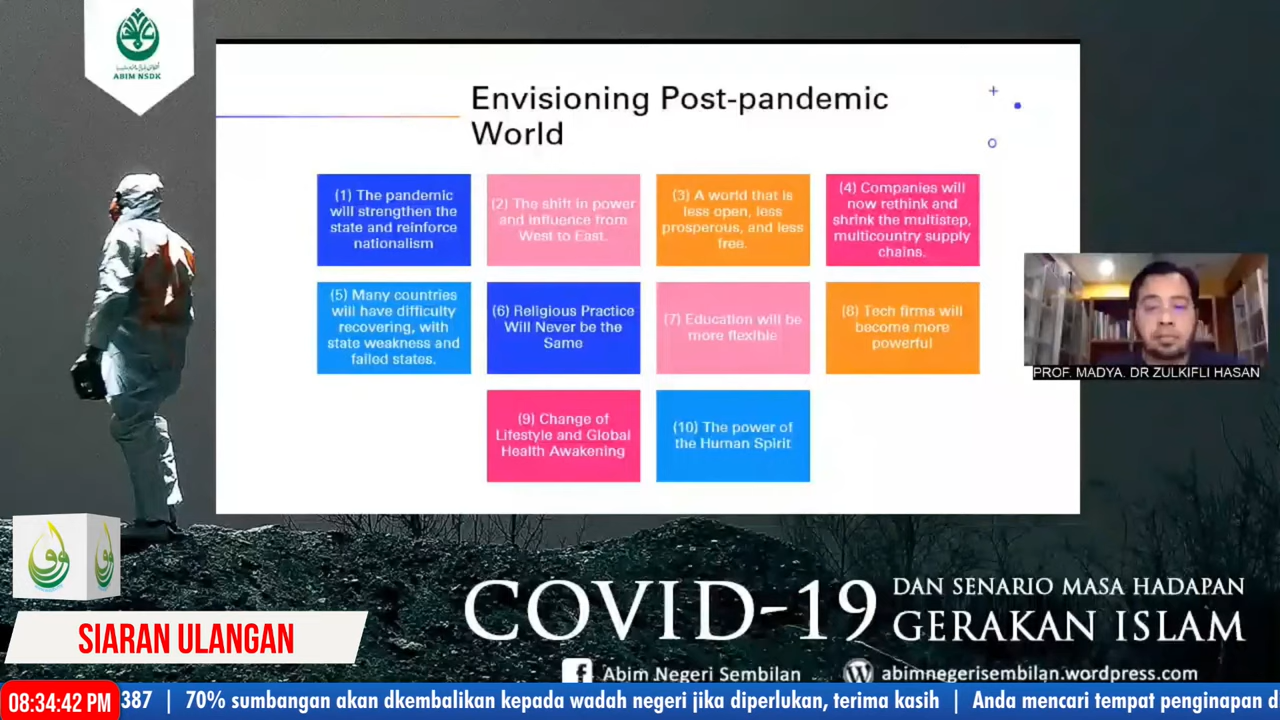 ABIM NSDK
Envisioning Post-pandemic
World
(1) The pandemic
will strengthen the
state and reinforce
nationalism
(2) The shift in power
and influence from
West to East.
(3) A world that is
less open, less
prosperous, and less
free.
(4) Companies will
now rethink and
shrink the multistep,
multicountry supply
chains.
(5) Many countries
will have difficulty
recovering, with
state weakness and
failed states.
(6) Religious Practice
Will Never be the
Same
(7) Education will be
more flexible
(8) Tech firms will
become more
powerful
(9) Change of
Lifestyle and Global
Health Awakening
(10) The power of
the Human Spirit
PROF. MADYA. DR ZULKIFLI HASAN
COVID-19
DAN SENARIO MASA HADAPAN
GERAKAN ISLAM
SIARAN ULANGAN
Abim Negeri Sembilan
abimnegerisembilan.wordpress.com
08:34:42 PM
387 | 70% sumbangan akan dkembalikan kepada wadah negeri jika diperlukan, terima kasih | Anda mencari tempat penginapan d